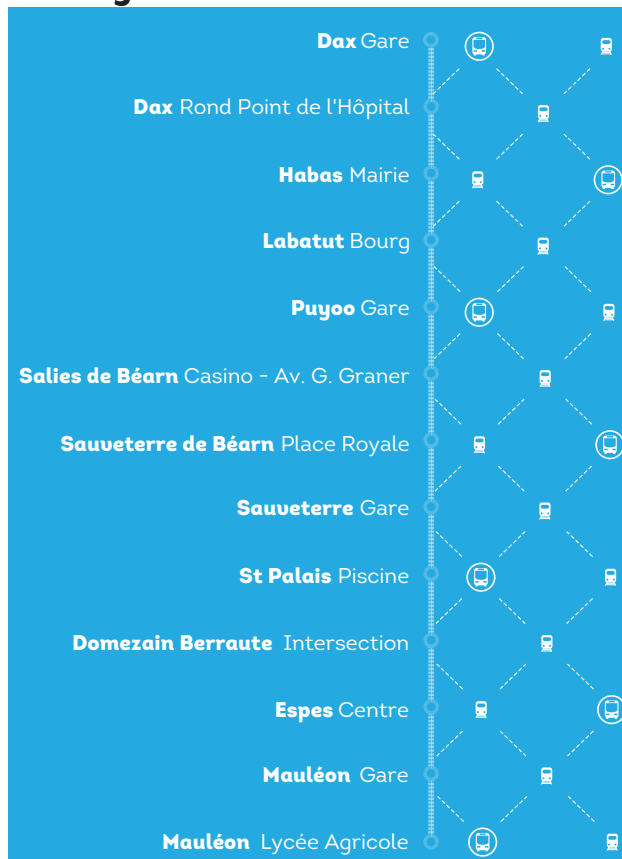 Dax Gare
Dax Rond Point de l'Hôpital
Habas Mairie
Labatut Bourg
Puyoo Gare
Salies de Béarn Casino - Av. G. Graner
Sauveterre de Béarn Place Royale
Sauveterre Gare
St Palais Piscine
Domezain Berraute Intersection
Espes Centre
Mauléon Gare
Mauléon Lycée Agricole